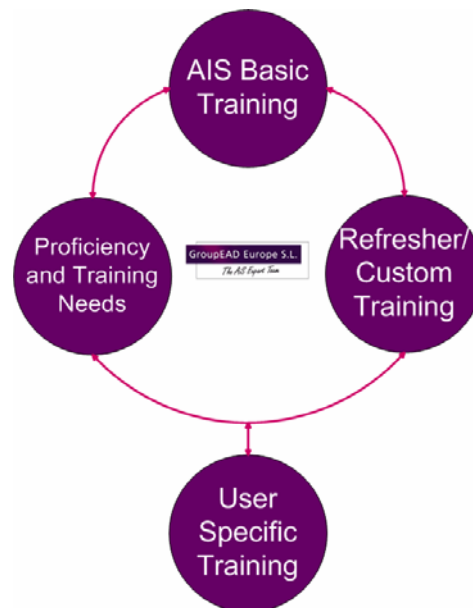 AIS Basic
Training
Proficiency
and Training
Needs
GroupEAD Europe S.L.
The AIS Expert Team
Refresher/
Custom
Training
User
Specific
Training